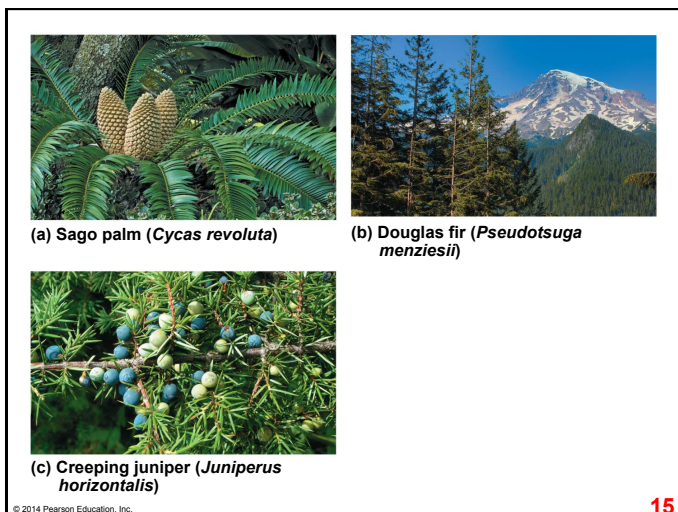 (a) Sago palm (Cycas revoluta)
(b) Douglas fir (Pseudotsuga
menziesii)
(c) Creeping juniper (Juniperus
horizontalis)
© 2014 Pearson Education, Inc.
15